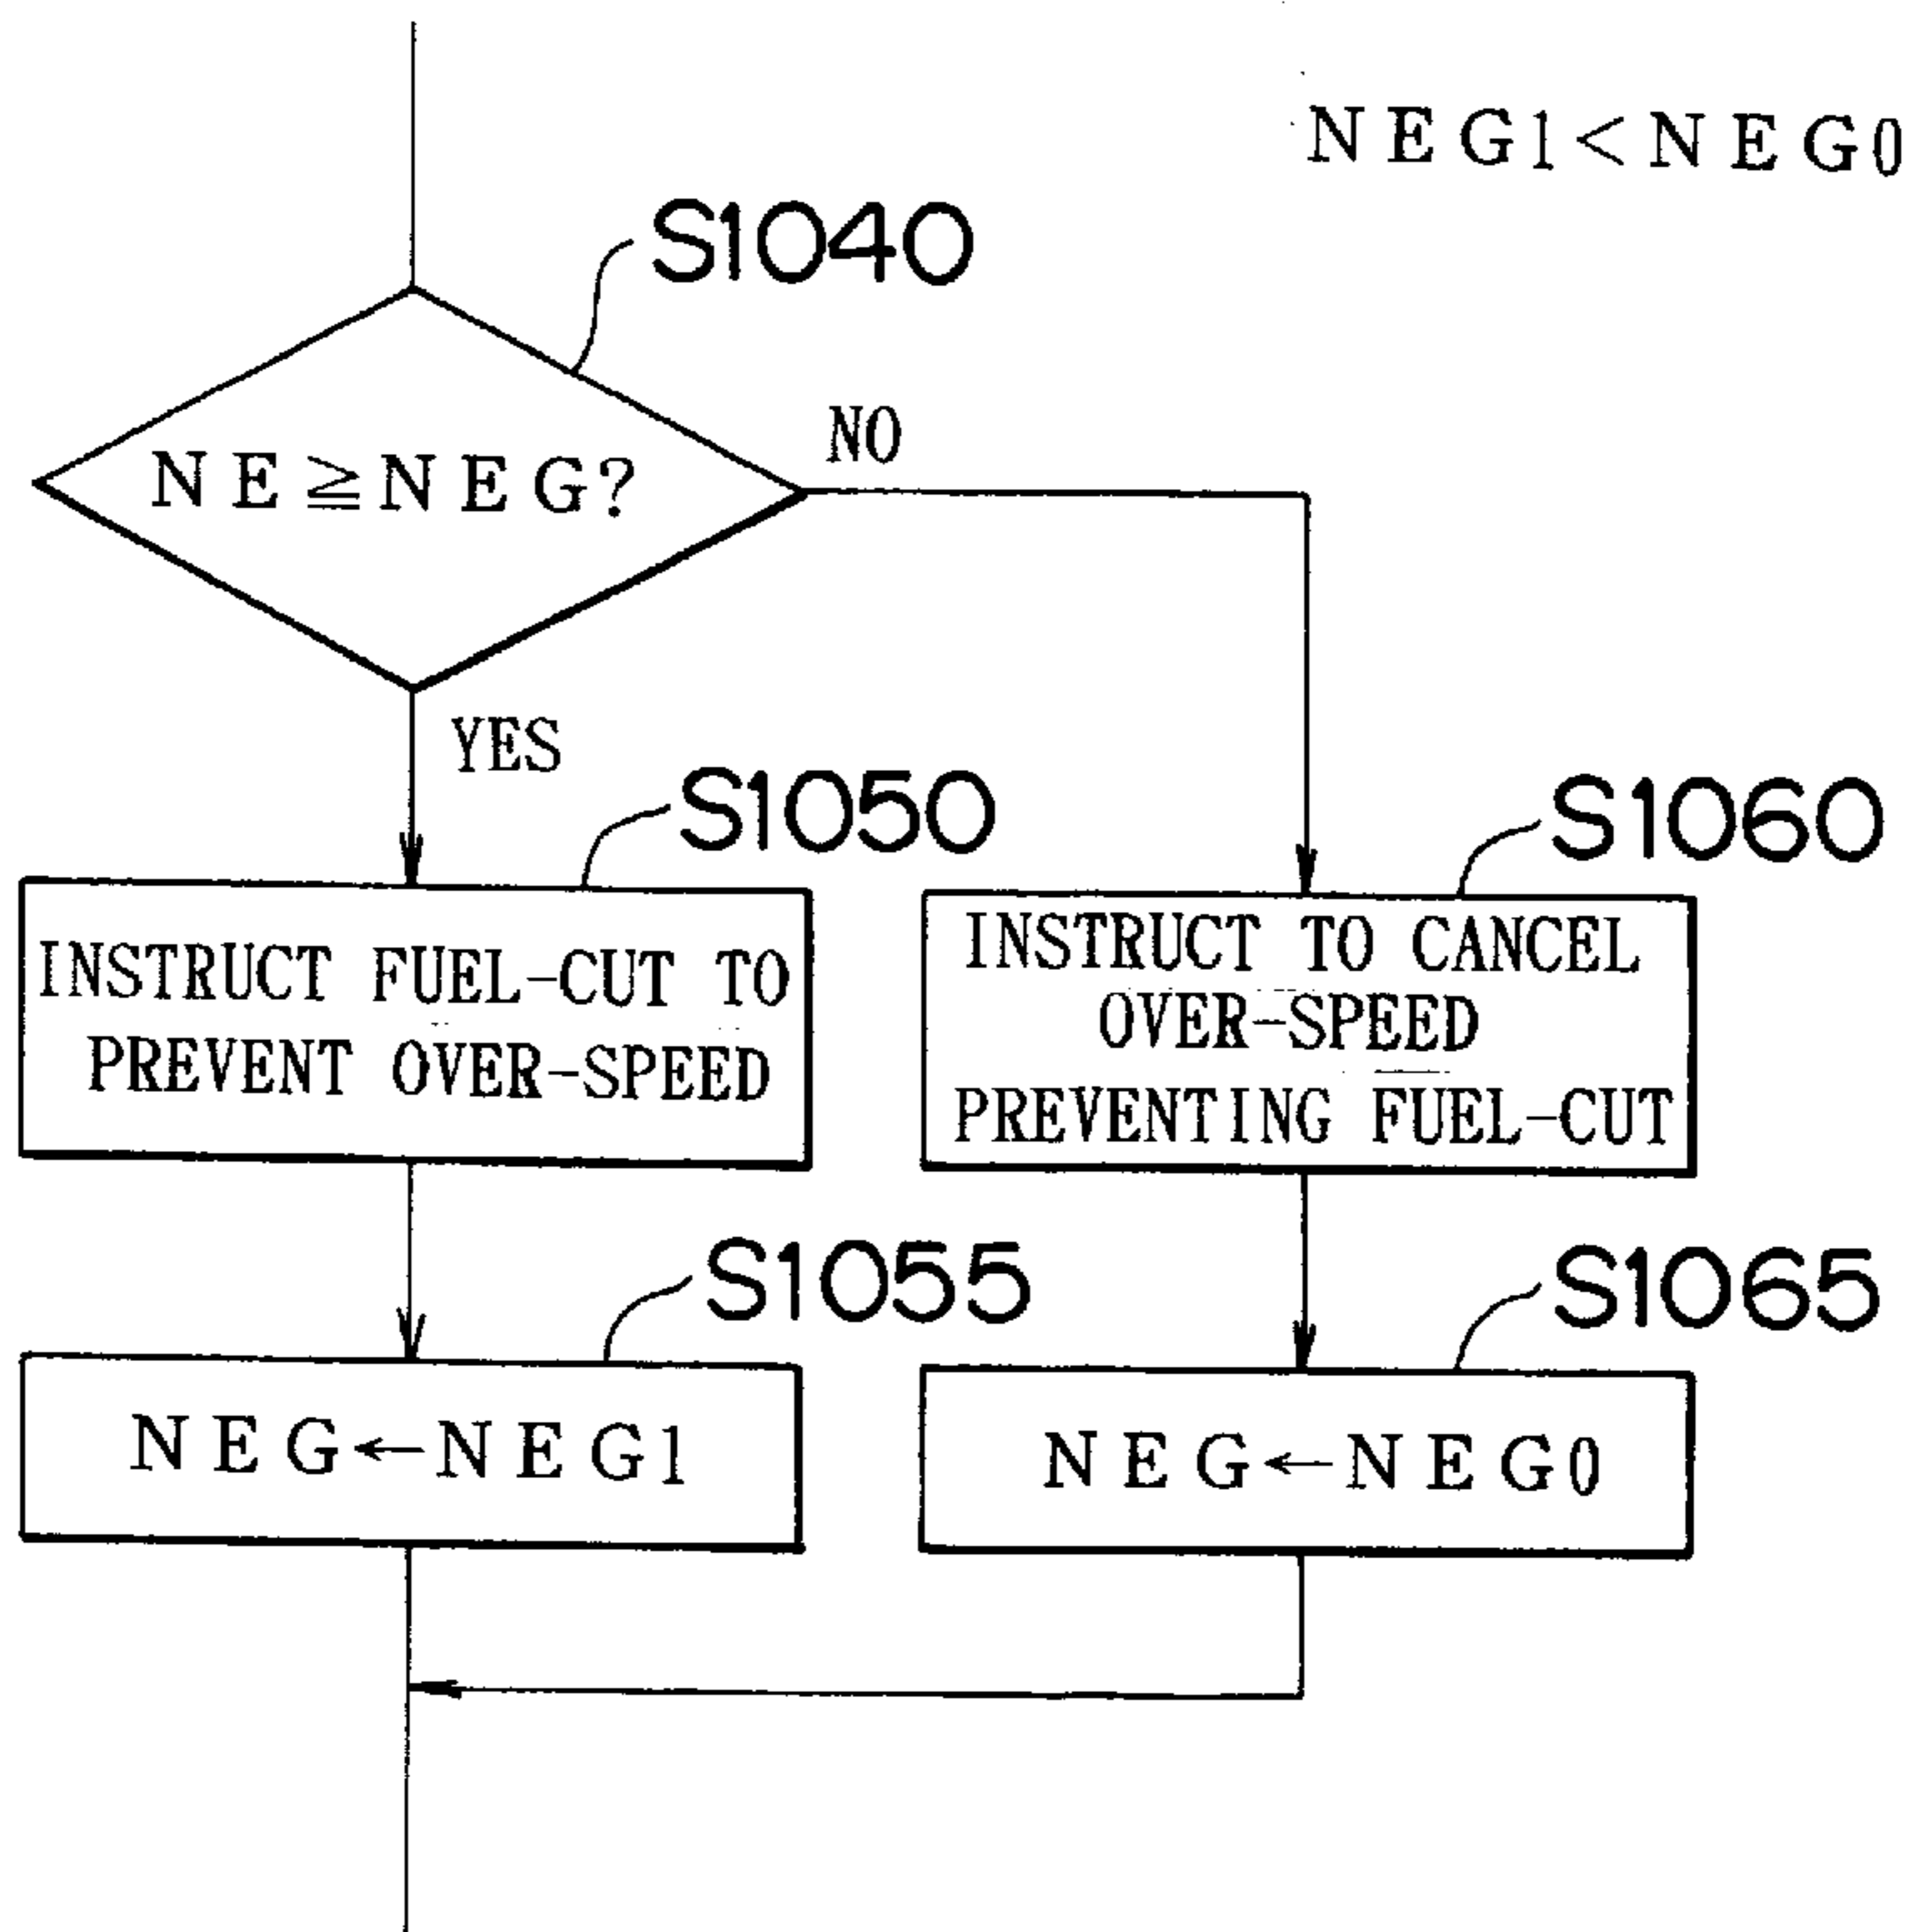 NEG1<NEG0
S1040
NE≧NEG?
NO
YES
S1050
INSTRUCT FUEL-CUT TO
PREVENT OVER-SPEED
S1060
INSTRUCT TO CANCEL
OVER-SPEED
PREVENTING FUEL-CUT
S1055
NEG←NEG1
S1065
NEG←NEG0